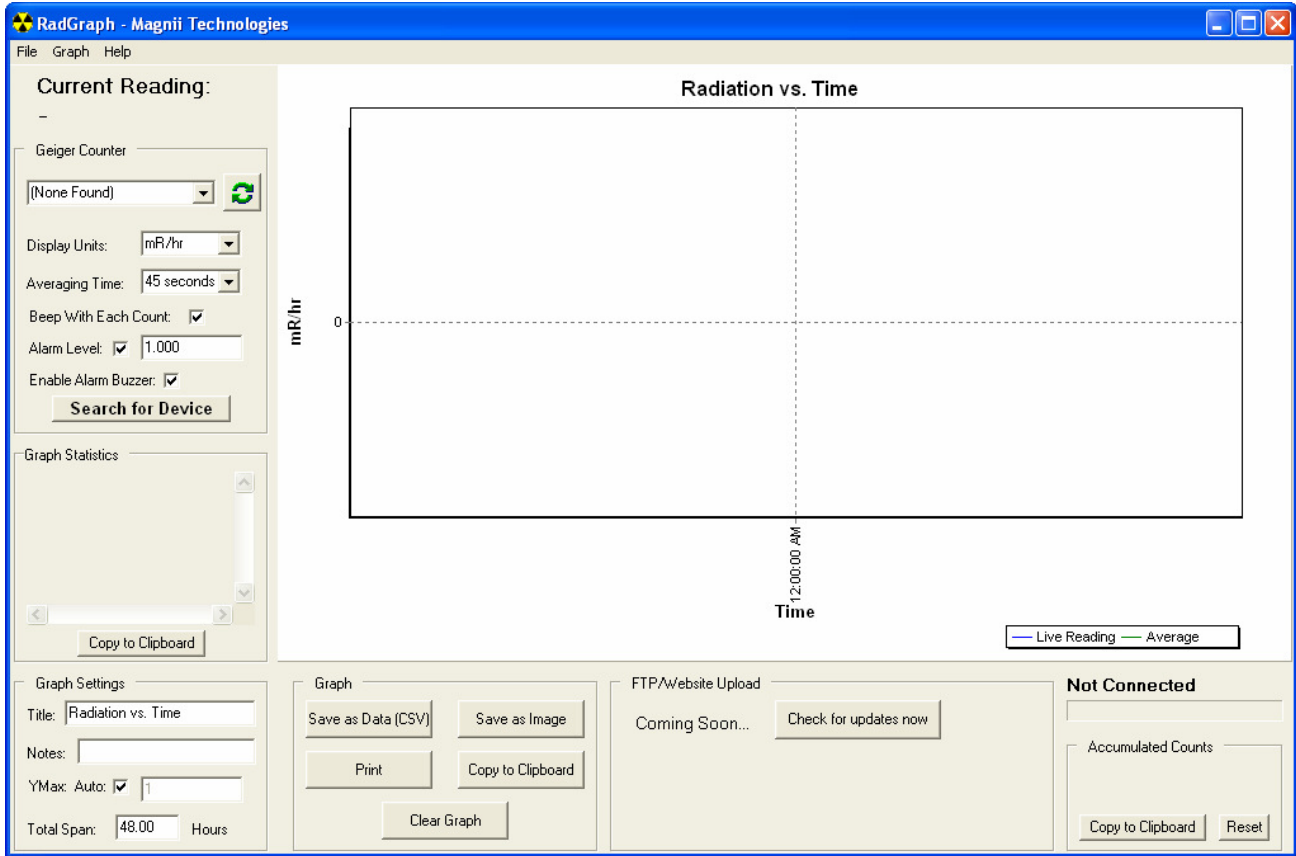 RadGraph - Magnii Technologies
File Graph Help
Current Reading:
-
Geiger Counter
(None Found)
Display Units: mR/hr
Averaging Time: 45 seconds
Beep With Each Count:
Alarm Level: 1.000
Enable Alarm Buzzer:
Search for Device
Graph Statistics
Copy to Clipboard
Radiation vs. Time
mR/hr
0
12:00:00 AM
Time
Live Reading Average
Graph Settings
Title: Radiation vs. Time
Notes:
YMax: Auto: 1
Total Span: 48.00 Hours
Graph
Save as Data (CSV) Save as Image
Print Copy to Clipboard
Clear Graph
FTP/Website Upload
Coming Soon... Check for updates now
Not Connected
Accumulated Counts
Copy to Clipboard Reset